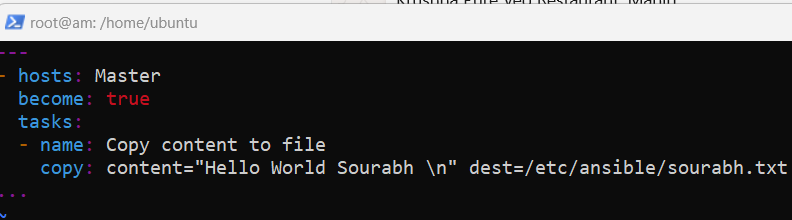 root@am: /home/ubuntu
---
- hosts: Master
  become: true
  tasks:
  - name: Copy content to file
    copy: content="Hello World Sourabh \n" dest=/etc/ansible/sourabh.txt
...
~